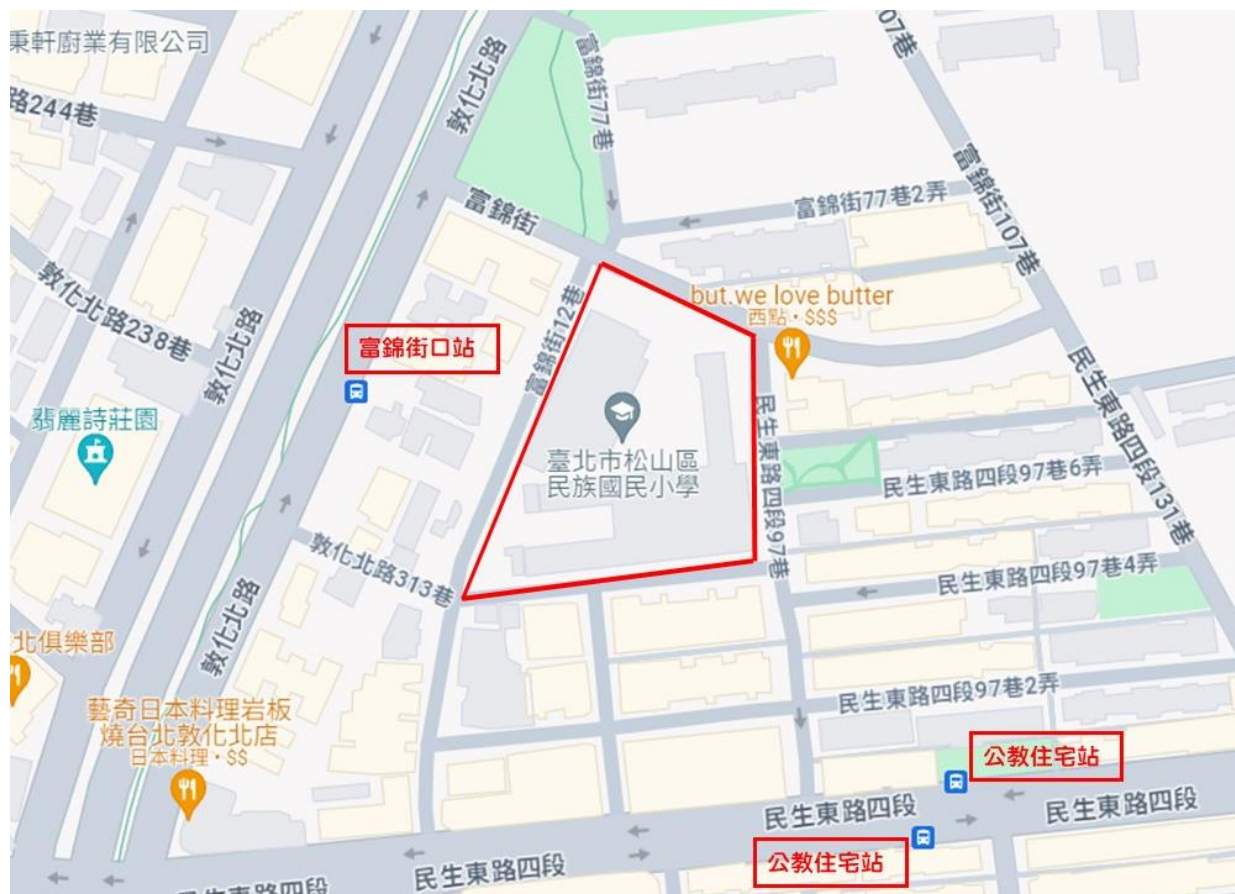 秉軒廚業有限公司
路244巷
敦化北路
富錦街77巷
07巷
富錦街
富錦街77巷2弄
富錦街107巷
敦化北路238巷
敦化北路
富錦街口站
富錦街12巷
but.we love butter
西點・$$$
翡麗詩莊園
臺北市松山區
民族國民小學
民生東路四段97巷
民生東路四段97巷6弄
民生東路四段131巷
敦化北路313巷
民生東路四段97巷4弄
敦化北路
北俱樂部
藝奇日本料理岩板
燒台北敦化北店
日本料理・$$
民生東路四段97巷2弄
公教住宅站
民生東路四段
民生東路四段
公教住宅站
民生東路四段
東路四段